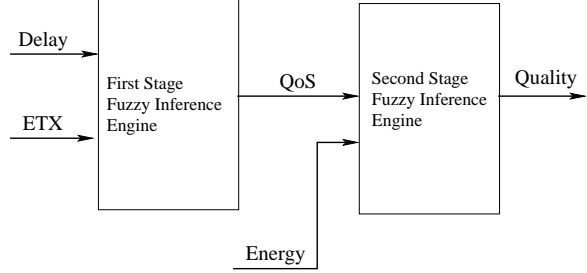 Delay
ETX
First Stage
Fuzzy Inference
Engine
QoS
Energy
Second Stage
Fuzzy Inference
Engine
Quality